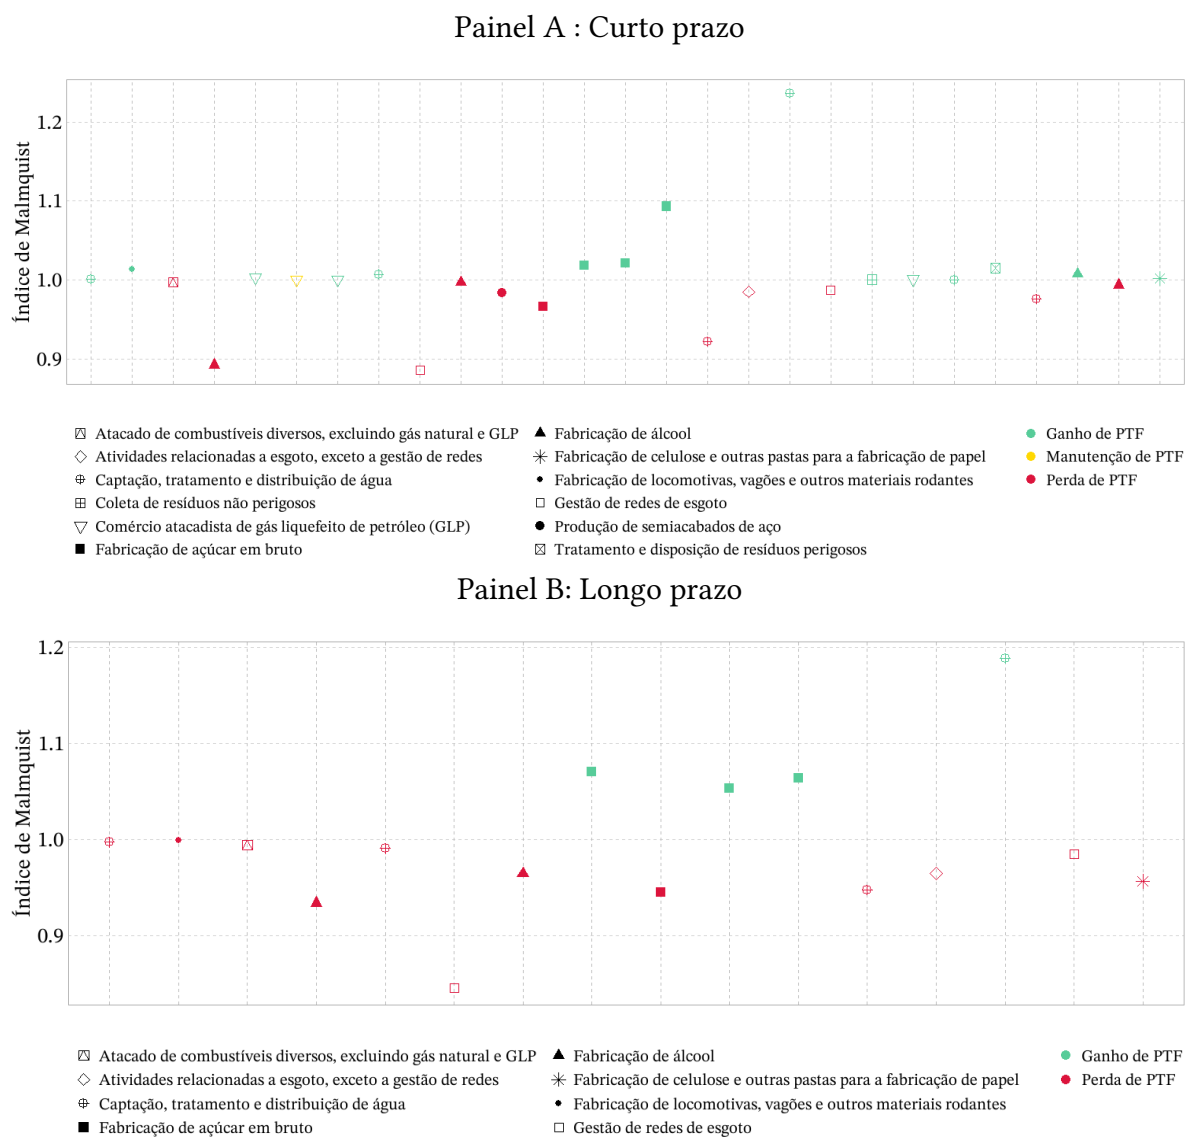 Painel A : Curto prazo
Índice de Malmquist
1.2
1.1
1.0
0.9
Atacado de combustíveis diversos, excluindo gás natural e GLP
Atividades relacionadas a esgoto, exceto a gestão de redes
Captação, tratamento e distribuição de água
Coleta de resíduos não perigosos
Comércio atacadista de gás liquefeito de petróleo (GLP)
Fabricação de açúcar em bruto
Fabricação de álcool
Fabricação de celulose e outras pastas para a fabricação de papel
Fabricação de locomotivas, vagões e outros materiais rodantes
Gestão de redes de esgoto
Produção de semiacabados de aço
Tratamento e disposição de resíduos perigosos
Ganho de PTF
Manutenção de PTF
Perda de PTF
Painel B: Longo prazo
Índice de Malmquist
1.2
1.1
1.0
0.9
Atacado de combustíveis diversos, excluindo gás natural e GLP
Atividades relacionadas a esgoto, exceto a gestão de redes
Captação, tratamento e distribuição de água
Fabricação de açúcar em bruto
Fabricação de álcool
Fabricação de celulose e outras pastas para a fabricação de papel
Fabricação de locomotivas, vagões e outros materiais rodantes
Gestão de redes de esgoto
Ganho de PTF
Perda de PTF